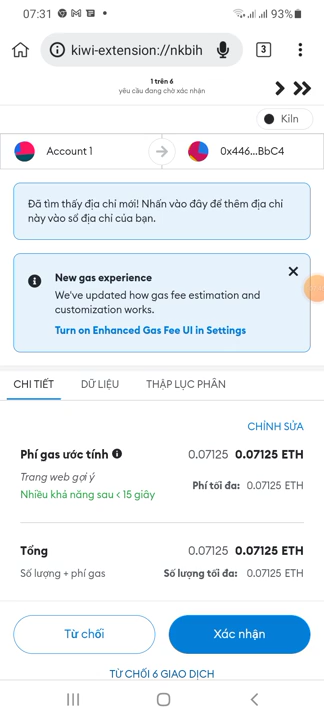 07:31
93%
kiwi-extension://nkbih
3
1 trên 6
yêu cầu đang chờ xác nhận
Kiln
Account 1
0x446...BbC4
Đã tìm thấy địa chỉ mới! Nhấn vào đây để thêm địa chỉ
này vào sổ địa chỉ của bạn.
New gas experience
We've updated how gas fee estimation and
customization works.
Turn on Enhanced Gas Fee UI in Settings
CHI TIẾT
DỮ LIỆU
THẬP LỤC PHÂN
CHỈNH SỬA
Phí gas ước tính 0.07125 0.07125 ETH
Trang web gợi ý
Nhiều khả năng sau < 15 giây
Phí tối đa: 0.07125 ETH
Tổng 0.07125 0.07125 ETH
Số lượng + phí gas Số lượng tối đa: 0.07125 ETH
Từ chối
Xác nhận
TỪ CHỐI 6 GIAO DỊCH